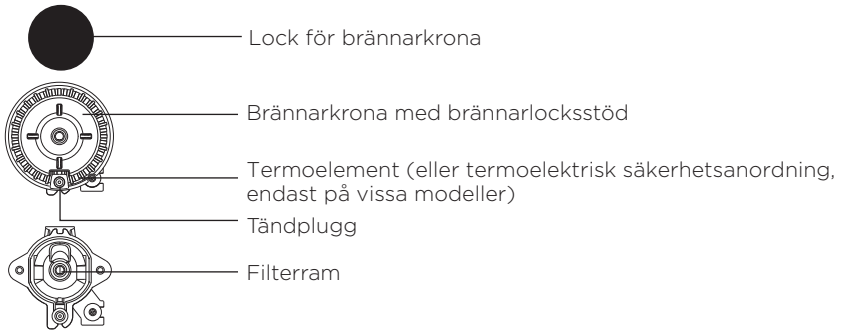 Lock för brännarkrona
Brännarkrona med brännarlocksstöd
Termoelement (eller termoelektrisk säkerhetsanordning,
endast på vissa modeller)
Tändplugg
Filterram